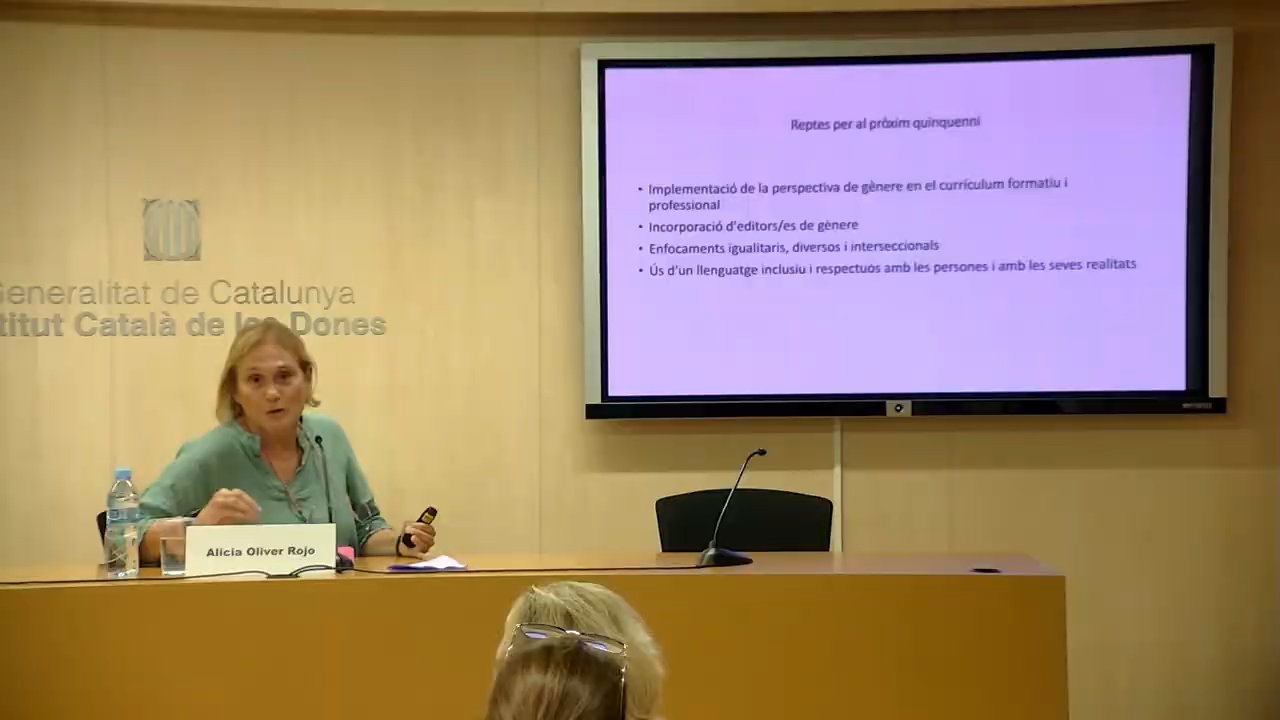 Reptes per al pròxim quinquenni
• Implementació de la perspectiva de gènere en el currículum formatiu i
professional
• Incorporació d'editors/es de gènere
• Enfocaments igualitaris, diversos i interseccionals
• Ús d'un llenguatge inclusiu i respectuós amb les persones i amb les seves realitats
Generalitat de Catalunya
titut Català de les Dones
Alicia Oliver Rojo